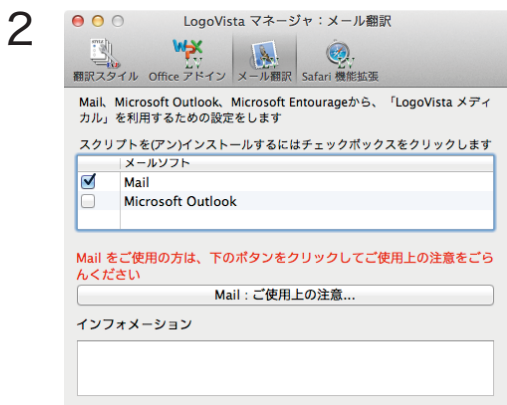 2
LogoVista マネージャ：メール翻訳
翻訳スタイル Office アドイン メール翻訳 Safari 機能拡張
Mail、Microsoft Outlook、Microsoft Entourageから、「LogoVista メディ
カル」を利用するための設定をします
スクリプトを(アン)インストールするにはチェックボックスをクリックします
メールソフト
Mail
Microsoft Outlook
Mail をご使用の方は、下のボタンをクリックしてご使用上の注意をごら
んください
Mail : ご使用上の注意...
インフォメーション